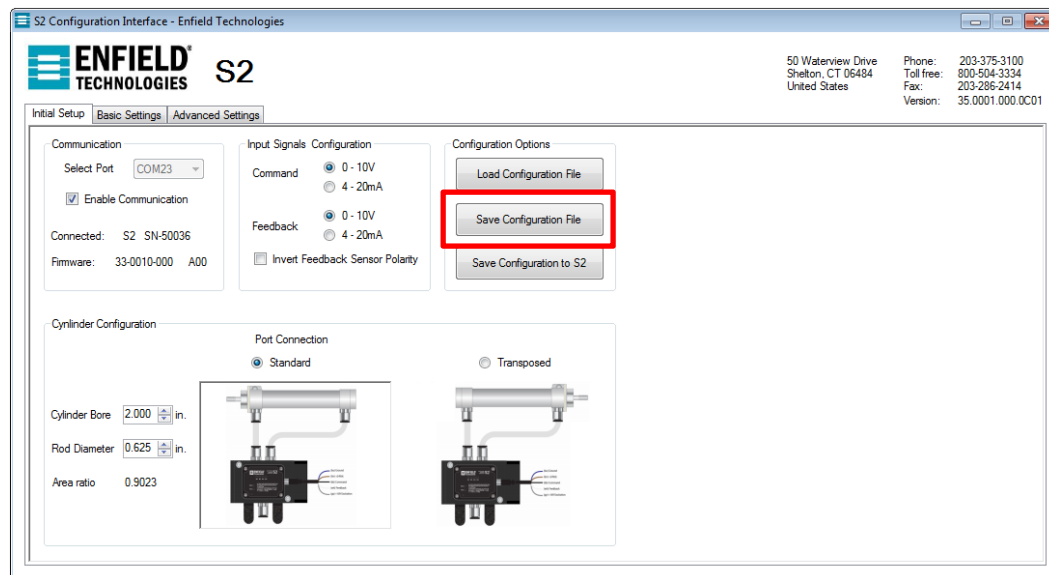 S2 Configuration Interface - Enfield Technologies
ENFIELD
TECHNOLOGIES
S2
50 Waterview Drive
Shelton, CT 06484
United States
Phone: 203-375-3100
Toll free: 800-504-3334
Fax: 203-286-2414
Version: 35.0001.000.0C01
Initial Setup
Basic Settings
Advanced Settings
Communication
Select Port COM23
Enable Communication
Connected: S2 SN-50036
Firmware: 33-0010-000 A00
Input Signals Configuration
Command
0 - 10V
4 - 20mA
Feedback
0 - 10V
4 - 20mA
Invert Feedback Sensor Polarity
Configuration Options
Load Configuration File
Save Configuration File
Save Configuration to S2
Cynlinder Configuration
Port Connection
Standard
Transposed
Cylinder Bore 2.000 in.
Rod Diameter 0.625 in.
Area ratio 0.9023